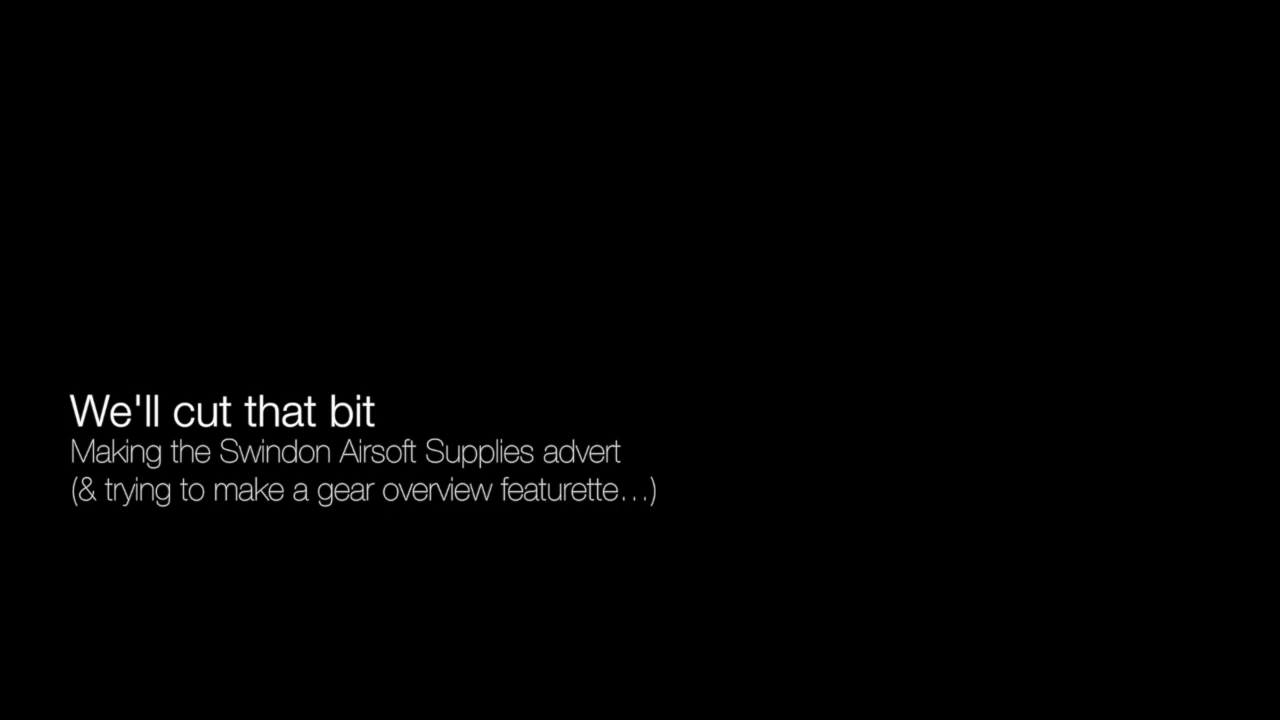 We'll cut that bit
Making the Swindon Airsoft Supplies advert
(& trying to make a gear overview featurette…)